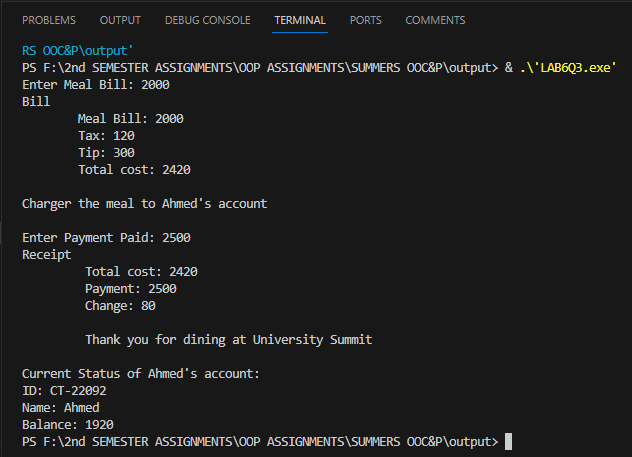 PROBLEMS OUTPUT DEBUG CONSOLE TERMINAL PORTS COMMENTS
RS OOC&P\output'
PS F:\2nd SEMESTER ASSIGNMENTS\OOP ASSIGNMENTS\SUMMERS OOC&P\output> & .\'LAB6Q3.exe'
Enter Meal Bill: 2000
Bill
Meal Bill: 2000
Tax: 120
Tip: 300
Total cost: 2420
Charger the meal to Ahmed's account
Enter Payment Paid: 2500
Receipt
Total cost: 2420
Payment: 2500
Change: 80
Thank you for dining at University Summit
Current Status of Ahmed's account:
ID: CT-22092
Name: Ahmed
Balance: 1920
PS F:\2nd SEMESTER ASSIGNMENTS\OOP ASSIGNMENTS\SUMMERS OOC&P\output>